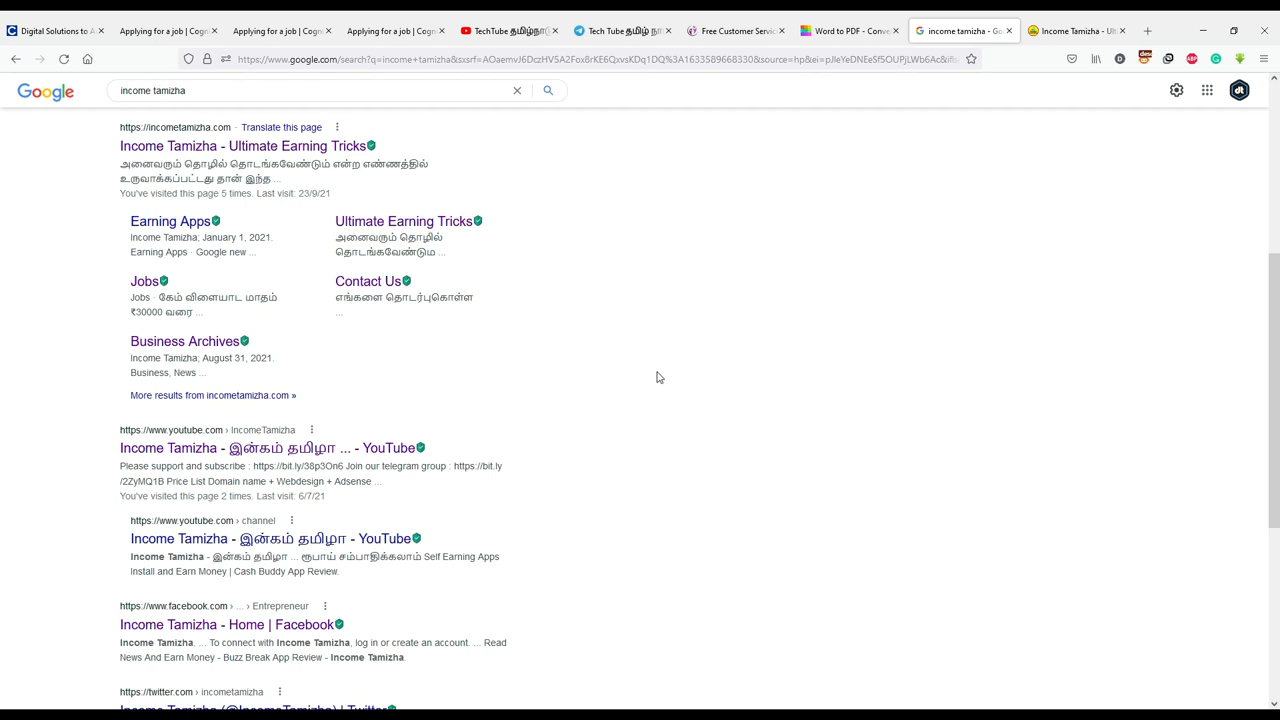 Digital Solutions to A
Applying for a job | Cogn
Applying for a job | Cogn
Applying for a job | Cogn
TechTube தமிழ்நா
Tech Tube தமிழ் நா
Free Customer Servic
Word to PDF - Conve
income tamizha - Go
Income Tamizha - Ult
Google
income tamizha
https://incometamizha.com · Translate this page
Income Tamizha - Ultimate Earning Tricks
அனைவரும் தொழில் தொடங்கவேண்டும் என்ற எண்ணத்தில்
உருவாக்கப்பட்டது தான் இந்த ...
You've visited this page 5 times. Last visit: 23/9/21
Earning Apps
Income Tamizha; January 1, 2021.
Earning Apps · Google new ...
Ultimate Earning Tricks
அனைவரும் தொழில்
தொடங்கவேண்டும ...
Jobs
Jobs · கேம் விளையாட மாதம்
₹30000 வரை ...
Contact Us
எங்களை தொடர்புகொள்ள
...
Business Archives
Income Tamizha; August 31, 2021.
Business, News ...
More results from incometamizha.com »
https://www.youtube.com › IncomeTamizha
Income Tamizha - இன்கம் தமிழா ... - YouTube
Please support and subscribe : https://bit.ly/38p3On6 Join our telegram group : https://bit.ly
/2ZyMQ1B Price List Domain name + Webdesign + Adsense ...
You've visited this page 2 times. Last visit: 6/7/21
https://www.youtube.com › channel
Income Tamizha - இன்கம் தமிழா - YouTube
Income Tamizha - இன்கம் தமிழா ... ரூபாய் சம்பாதிக்கலாம் Self Earning Apps
Install and Earn Money | Cash Buddy App Review.
https://www.facebook.com › ... › Entrepreneur
Income Tamizha - Home | Facebook
Income Tamizha. ... To connect with Income Tamizha, log in or create an account. ... Read
News And Earn Money - Buzz Break App Review - Income Tamizha.
https://twitter.com › incometamizha
Income Tamizha (@IncomeTamizha) | Twitter